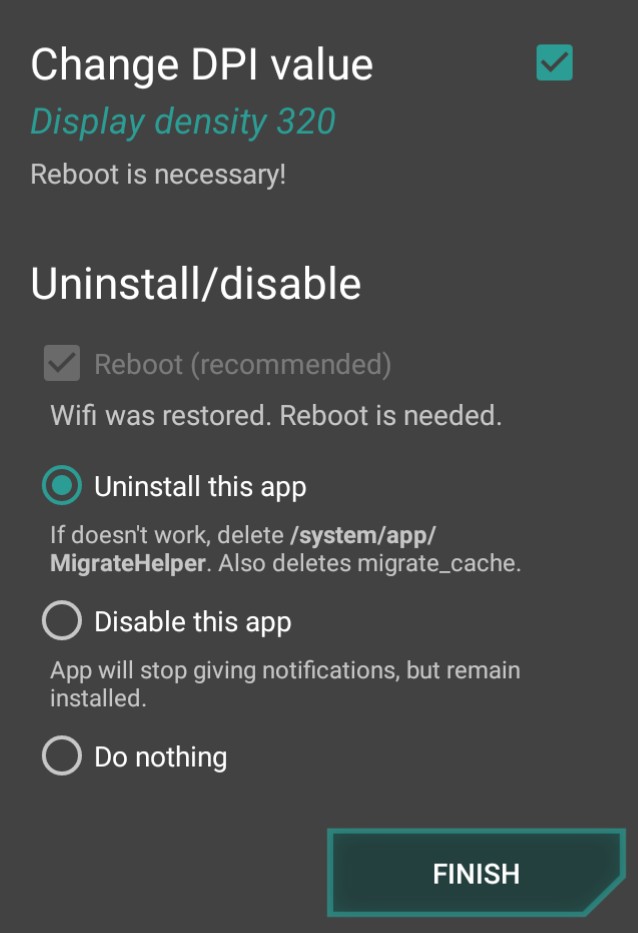 Change DPI value
Display density 320
Reboot is necessary!
Uninstall/disable
Reboot (recommended)
Wifi was restored. Reboot is needed.
Uninstall this app
If doesn't work, delete /system/app/
MigrateHelper. Also deletes migrate_cache.
Disable this app
App will stop giving notifications, but remain
installed.
Do nothing
FINISH